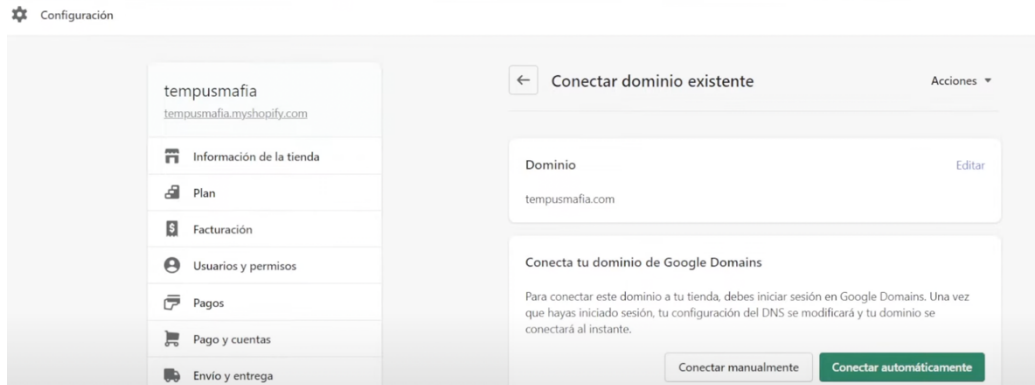 Configuración
tempusmafia
tempusmafia.myshopify.com
Información de la tienda
Plan
Facturación
Usuarios y permisos
Pagos
Pago y cuentas
Envío y entrega
Conectar dominio existente
Acciones
Dominio
Editar
tempusmafia.com
Conecta tu dominio de Google Domains
Para conectar este dominio a tu tienda, debes iniciar sesión en Google Domains. Una vez
que hayas iniciado sesión, tu configuración del DNS se modificará y tu dominio se
conectará al instante.
Conectar manualmente
Conectar automáticamente